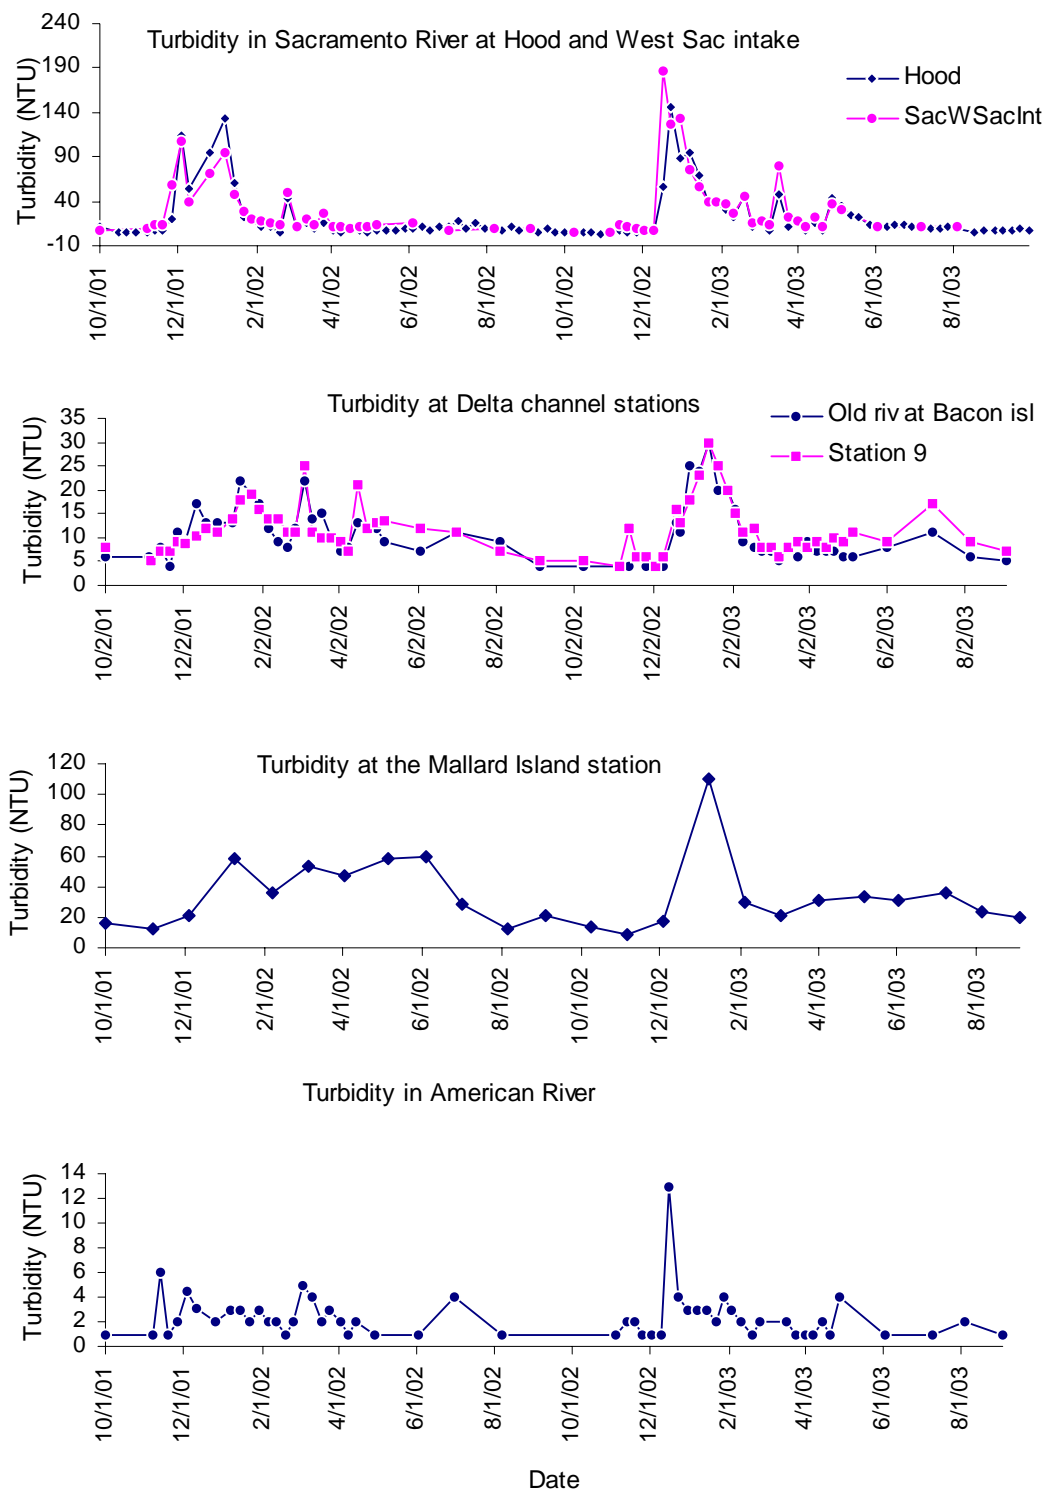 Turbidity in Sacramento River at Hood and West Sac intake
Turbidity (NTU)
240
190
140
90
40
-10
Hood
SacWSacInt
10/1/01 12/1/01 2/1/02 4/1/02 6/1/02 8/1/02 10/1/02 12/1/02 2/1/03 4/1/03 6/1/03 8/1/03
Turbidity at Delta channel stations
Turbidity (NTU)
35
30
25
20
15
10
5
0
Old riv at Bacon isl
Station 9
10/2/01 12/2/01 2/2/02 4/2/02 6/2/02 8/2/02 10/2/02 12/2/02 2/2/03 4/2/03 6/2/03 8/2/03
Turbidity at the Mallard Island station
Turbidity (NTU)
120
100
80
60
40
20
0
10/1/01 12/1/01 2/1/02 4/1/02 6/1/02 8/1/02 10/1/02 12/1/02 2/1/03 4/1/03 6/1/03 8/1/03
Turbidity in American River
Turbidity (NTU)
14
12
10
8
6
4
2
0
10/1/01 12/1/01 2/1/02 4/1/02 6/1/02 8/1/02 10/1/02 12/1/02 2/1/03 4/1/03 6/1/03 8/1/03
Date